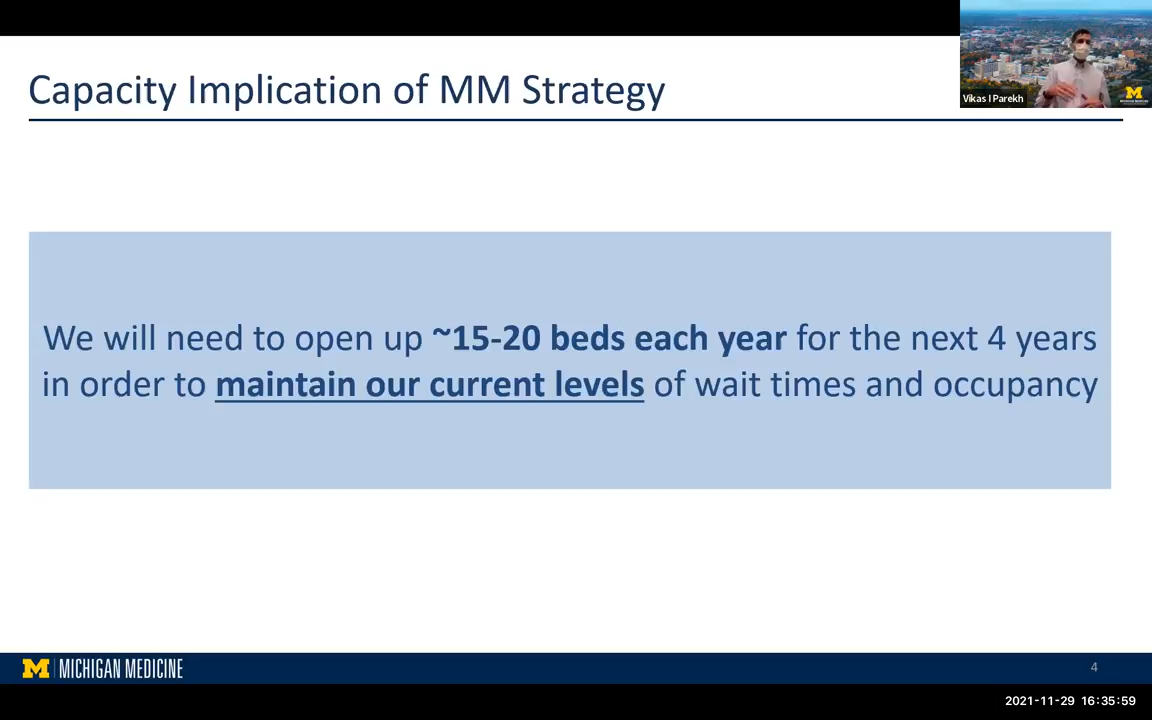 Capacity Implication of MM Strategy
Vikas I Parekh
We will need to open up ~15-20 beds each year for the next 4 years
in order to maintain our current levels of wait times and occupancy
M MICHIGAN MEDICINE
4
2021-11-29 16:35:59